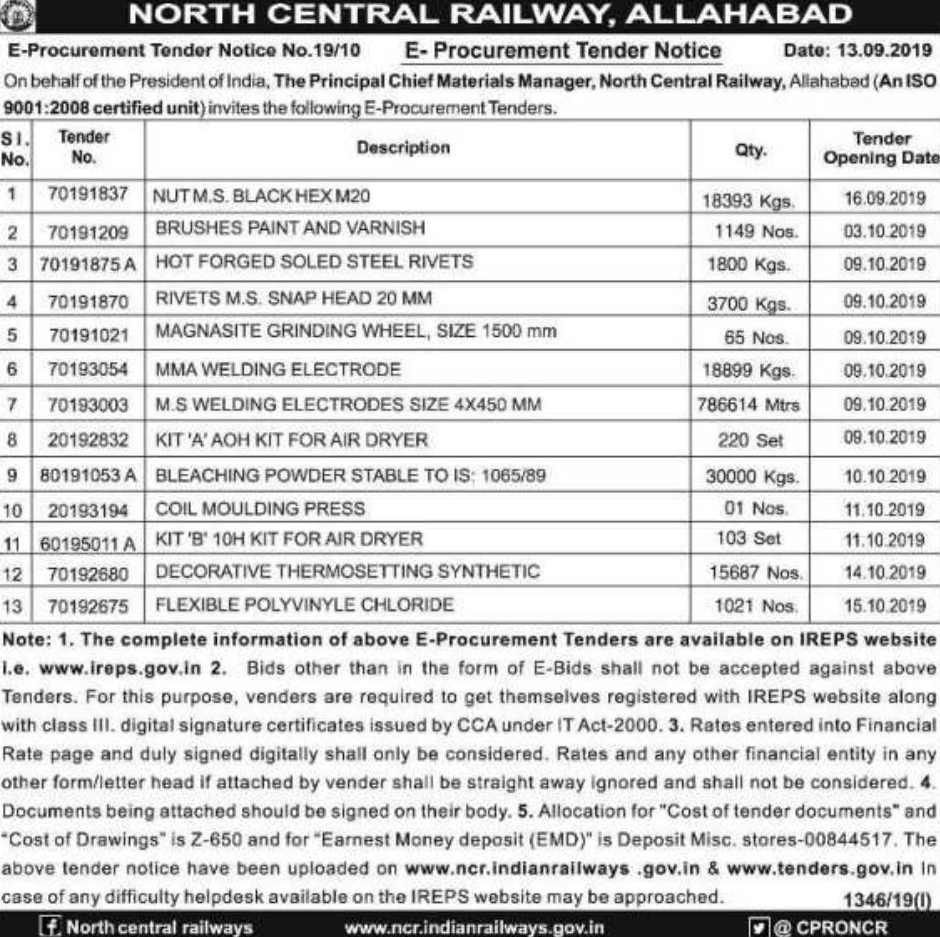 NORTH CENTRAL RAILWAY, ALLAHABAD
E-Procurement Tender Notice No.19/10 E- Procurement Tender Notice Date: 13.09.2019
On behalf of the President of India, The Principal Chief Materials Manager, North Central Railway, Allahabad (An ISO
9001:2008 certified unit) invites the following E-Procurement Tenders.
Sl. No. Tender No. Description Qty. Tender Opening Date
1 70191837 NUT M.S. BLACK HEX M20 18393 Kgs. 16.09.2019
2 70191209 BRUSHES PAINT AND VARNISH 1149 Nos. 03.10.2019
3 70191875 A HOT FORGED SOLED STEEL RIVETS 1800 Kgs. 09.10.2019
4 70191870 RIVETS M.S. SNAP HEAD 20 MM 3700 Kgs. 09.10.2019
5 70191021 MAGNASITE GRINDING WHEEL, SIZE 1500 mm 65 Nos. 09.10.2019
6 70193054 MMA WELDING ELECTRODE 18899 Kgs. 09.10.2019
7 70193003 M.S WELDING ELECTRODES SIZE 4X450 MM 786614 Mtrs 09.10.2019
8 20192832 KIT 'A' AOH KIT FOR AIR DRYER 220 Set 09.10.2019
9 80191053 A BLEACHING POWDER STABLE TO IS: 1065/89 30000 Kgs. 10.10.2019
10 20193194 COIL MOULDING PRESS 01 Nos. 11.10.2019
11 60195011 A KIT 'B' 10H KIT FOR AIR DRYER 103 Set 11.10.2019
12 70192680 DECORATIVE THERMOSETTING SYNTHETIC 15687 Nos. 14.10.2019
13 70192675 FLEXIBLE POLYVINYLE CHLORIDE 1021 Nos. 15.10.2019
Note: 1. The complete information of above E-Procurement Tenders are available on IREPS website
i.e. www.ireps.gov.in 2. Bids other than in the form of E-Bids shall not be accepted against above
Tenders. For this purpose, venders are required to get themselves registered with IREPS website along
with class III. digital signature certificates issued by CCA under IT Act-2000. 3. Rates entered into Financial
Rate page and duly signed digitally shall only be considered. Rates and any other financial entity in any
other form/letter head if attached by vender shall be straight away ignored and shall not be considered. 4.
Documents being attached should be signed on their body. 5. Allocation for "Cost of tender documents" and
"Cost of Drawings" is Z-650 and for "Earnest Money deposit (EMD)" is Deposit Misc. stores-00844517. The
above tender notice have been uploaded on www.ncr.indianrailways .gov.in & www.tenders.gov.in In
case of any difficulty helpdesk available on the IREPS website may be approached. 1346/19(I)
North central railways www.ncr.indianrailways.gov.in @ CPRONCR